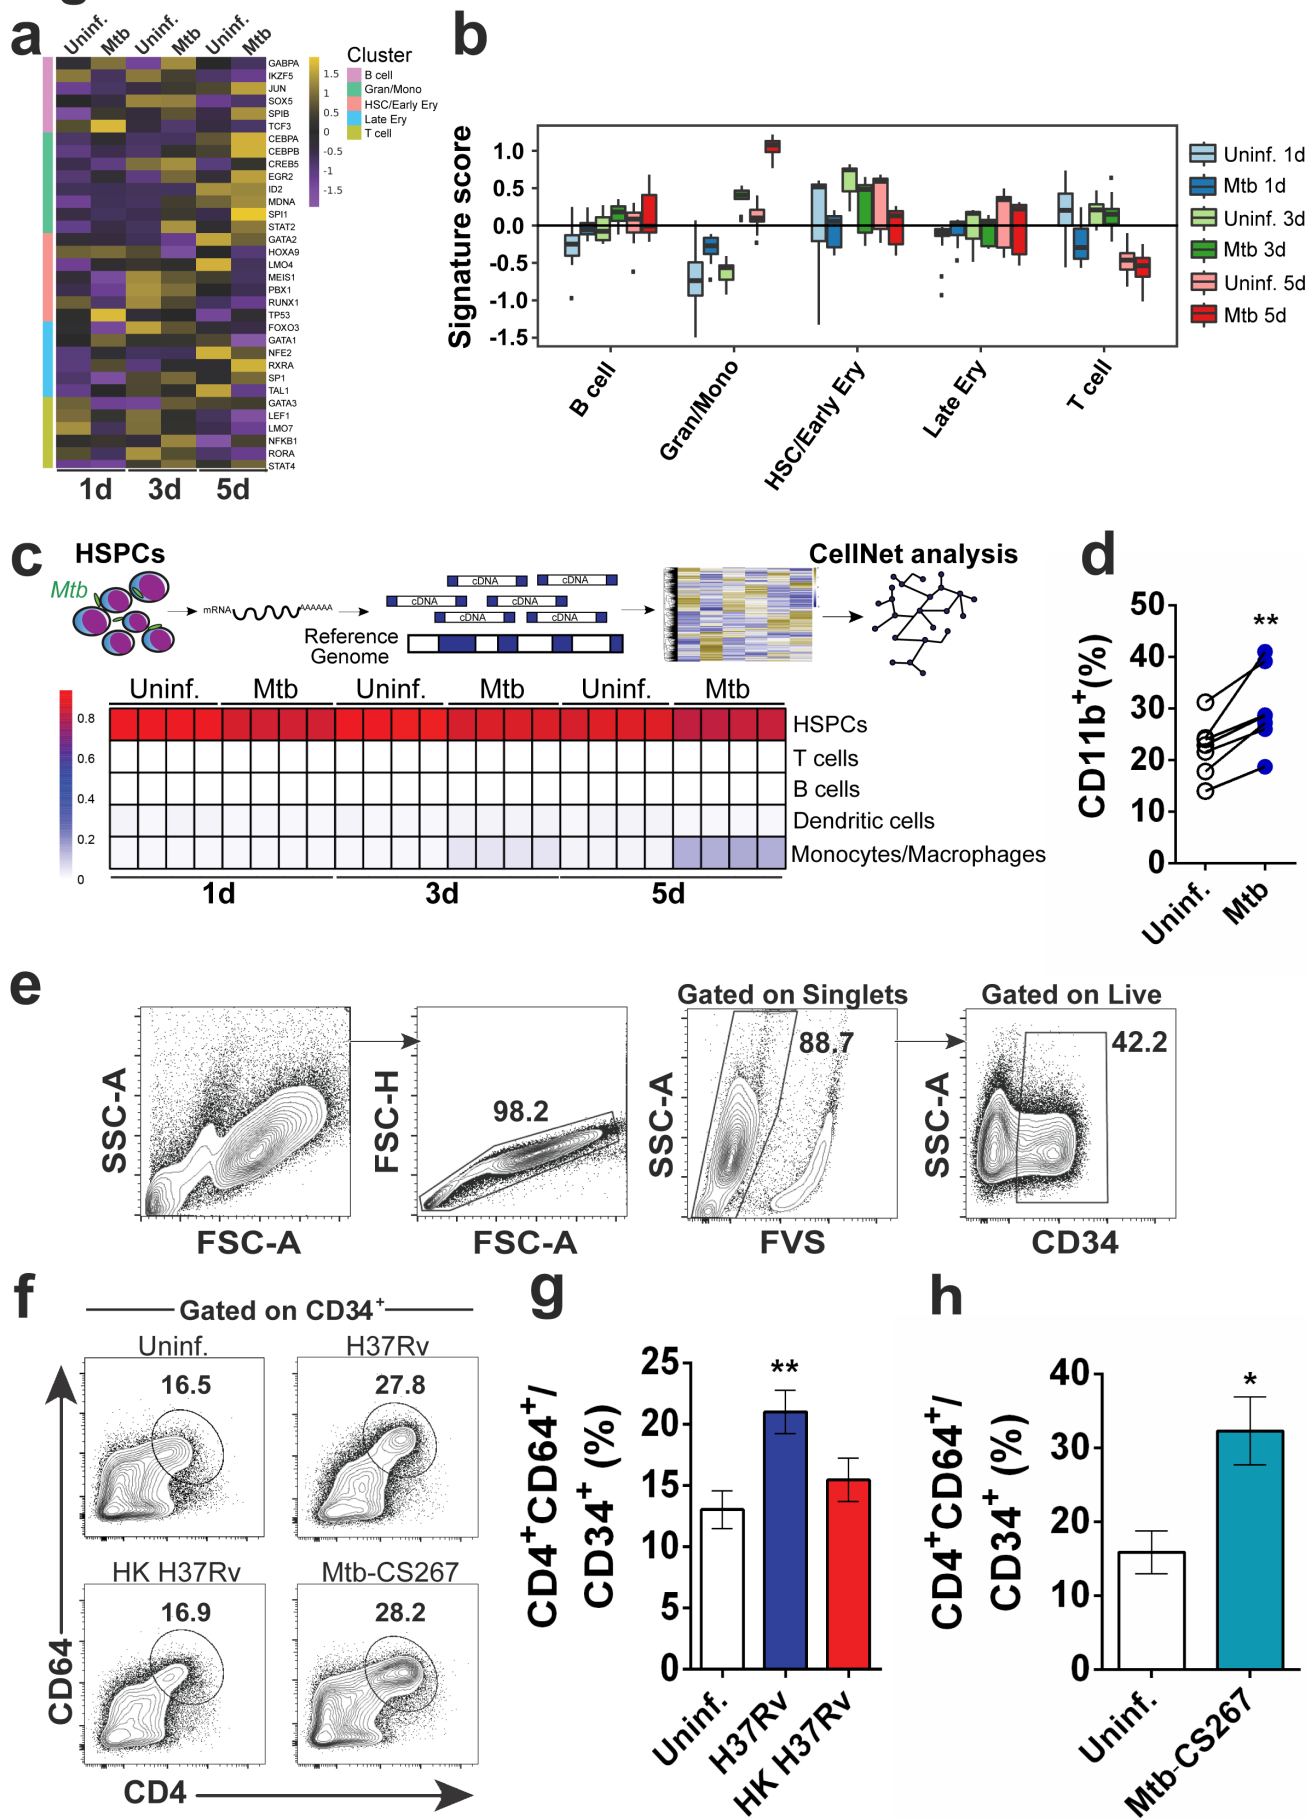 a
Uninf. Mtb Uninf. Mtb Uninf. Mtb
GABPA
IKZF5
JUN
SOX5
SPIB
TCF3
CEBPA
CEBPB
CREB5
EGR2
ID2
MDNA
SPI1
STAT2
GATA2
HOXA9
LMO4
MEIS1
PBX1
RUNX1
TP53
FOXO3
GATA1
NFE2
RXRA
SP1
TAL1
GATA3
LEF1
LMO7
NFKB1
RORA
STAT4
1d 3d 5d
1.5
1
0.5
0
-0.5
-1
-1.5
Cluster
B cell
Gran/Mono
HSC/Early Ery
Late Ery
T cell
b
Signature score
1.0
0.5
0.0
-0.5
-1.0
-1.5
B cell
Gran/Mono
HSC/Early Ery
Late Ery
T cell
Uninf. 1d
Mtb 1d
Uninf. 3d
Mtb 3d
Uninf. 5d
Mtb 5d
c
HSPCs
Mtb
mRNA
AAAAAA
cDNA cDNA
cDNA cDNA
cDNA cDNA
Reference
Genome
CellNet analysis
Uninf. Mtb Uninf. Mtb Uninf. Mtb
0.8
0.6
0.4
0.2
0
HSPCs
T cells
B cells
Dendritic cells
Monocytes/Macrophages
1d 3d 5d
d
CD11b+(%)
50
40
30
20
10
0
**
Uninf.
Mtb
e
SSC-A
FSC-A
FSC-H
98.2
FSC-A
Gated on Singlets
SSC-A
88.7
FVS
Gated on Live
SSC-A
42.2
CD34
f
Gated on CD34+
Uninf.
16.5
H37Rv
27.8
HK H37Rv
16.9
Mtb-CS267
28.2
CD64
CD4
g
CD4+CD64+/
CD34+ (%)
25
20
15
10
5
0
**
Uninf.
H37Rv
HK H37Rv
h
CD4+CD64+/
CD34+ (%)
40
30
20
10
0
*
Uninf.
Mtb-CS267